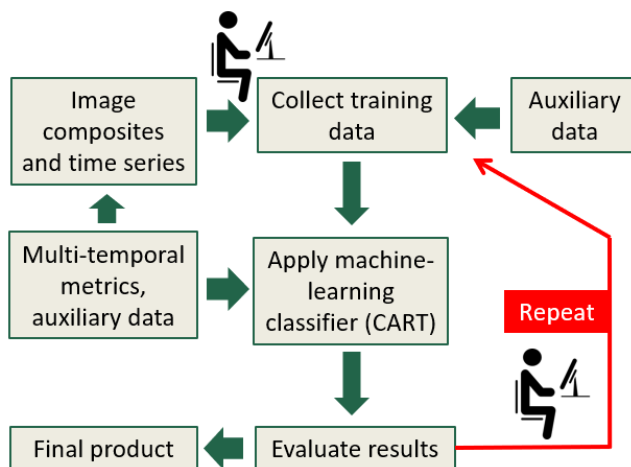 Image
composites
and time series
Collect training
data
Auxiliary
data
Multi-temporal
metrics,
auxiliary data
Apply machine-
learning
classifier (CART)
Repeat
Final product
Evaluate results